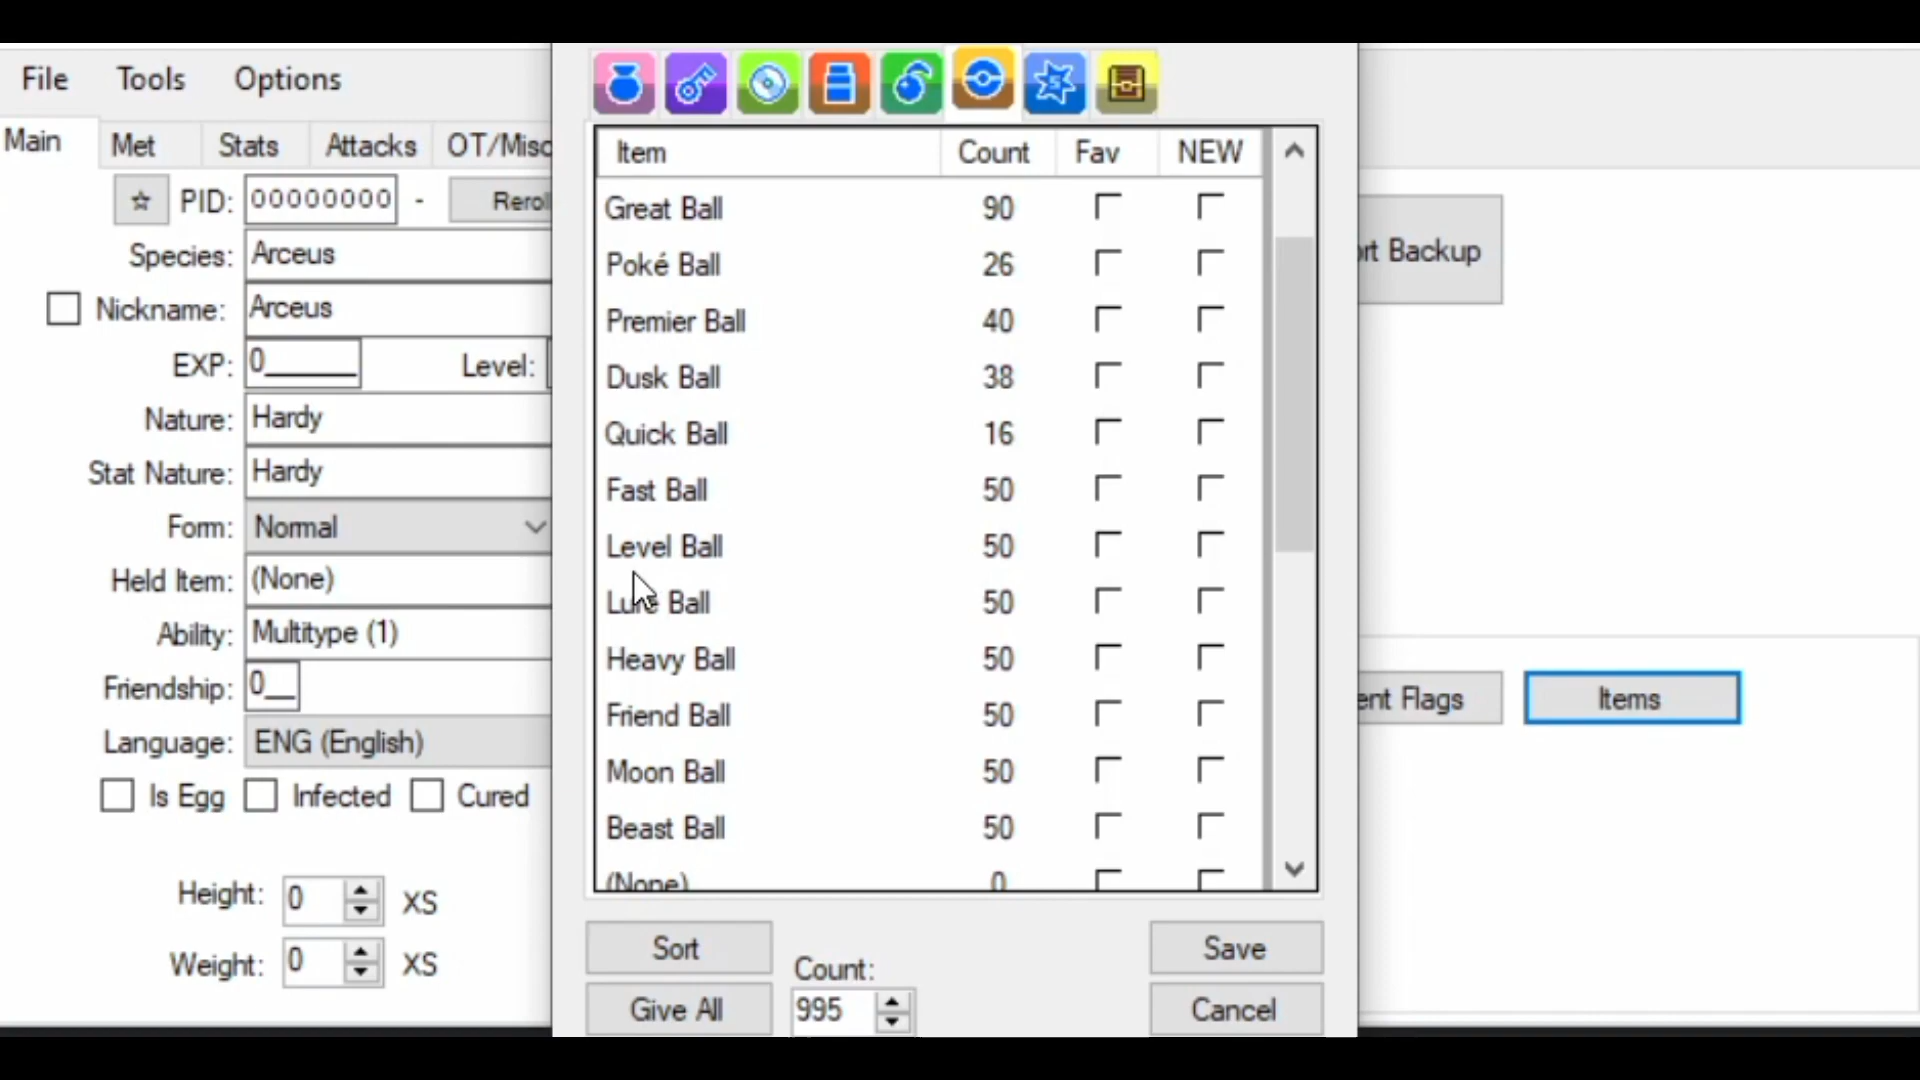 File Tools Options
Main Met Stats Attacks OT/Misc
PID: 00000000 - Reroll
Species: Arceus
Nickname: Arceus
EXP: 0 Level:
Nature: Hardy
Stat Nature: Hardy
Form: Normal
Held Item: (None)
Ability: Multitype (1)
Friendship: 0
Language: ENG (English)
Is Egg Infected Cured
Height: 0 XS
Weight: 0 XS
Item Count Fav NEW
Great Ball 90
Poké Ball 26
Premier Ball 40
Dusk Ball 38
Quick Ball 16
Fast Ball 50
Level Ball 50
Lure Ball 50
Heavy Ball 50
Friend Ball 50
Moon Ball 50
Beast Ball 50
(None) 0
Sort Save
Count:
Give All 995 Cancel
Backup
Flags Items